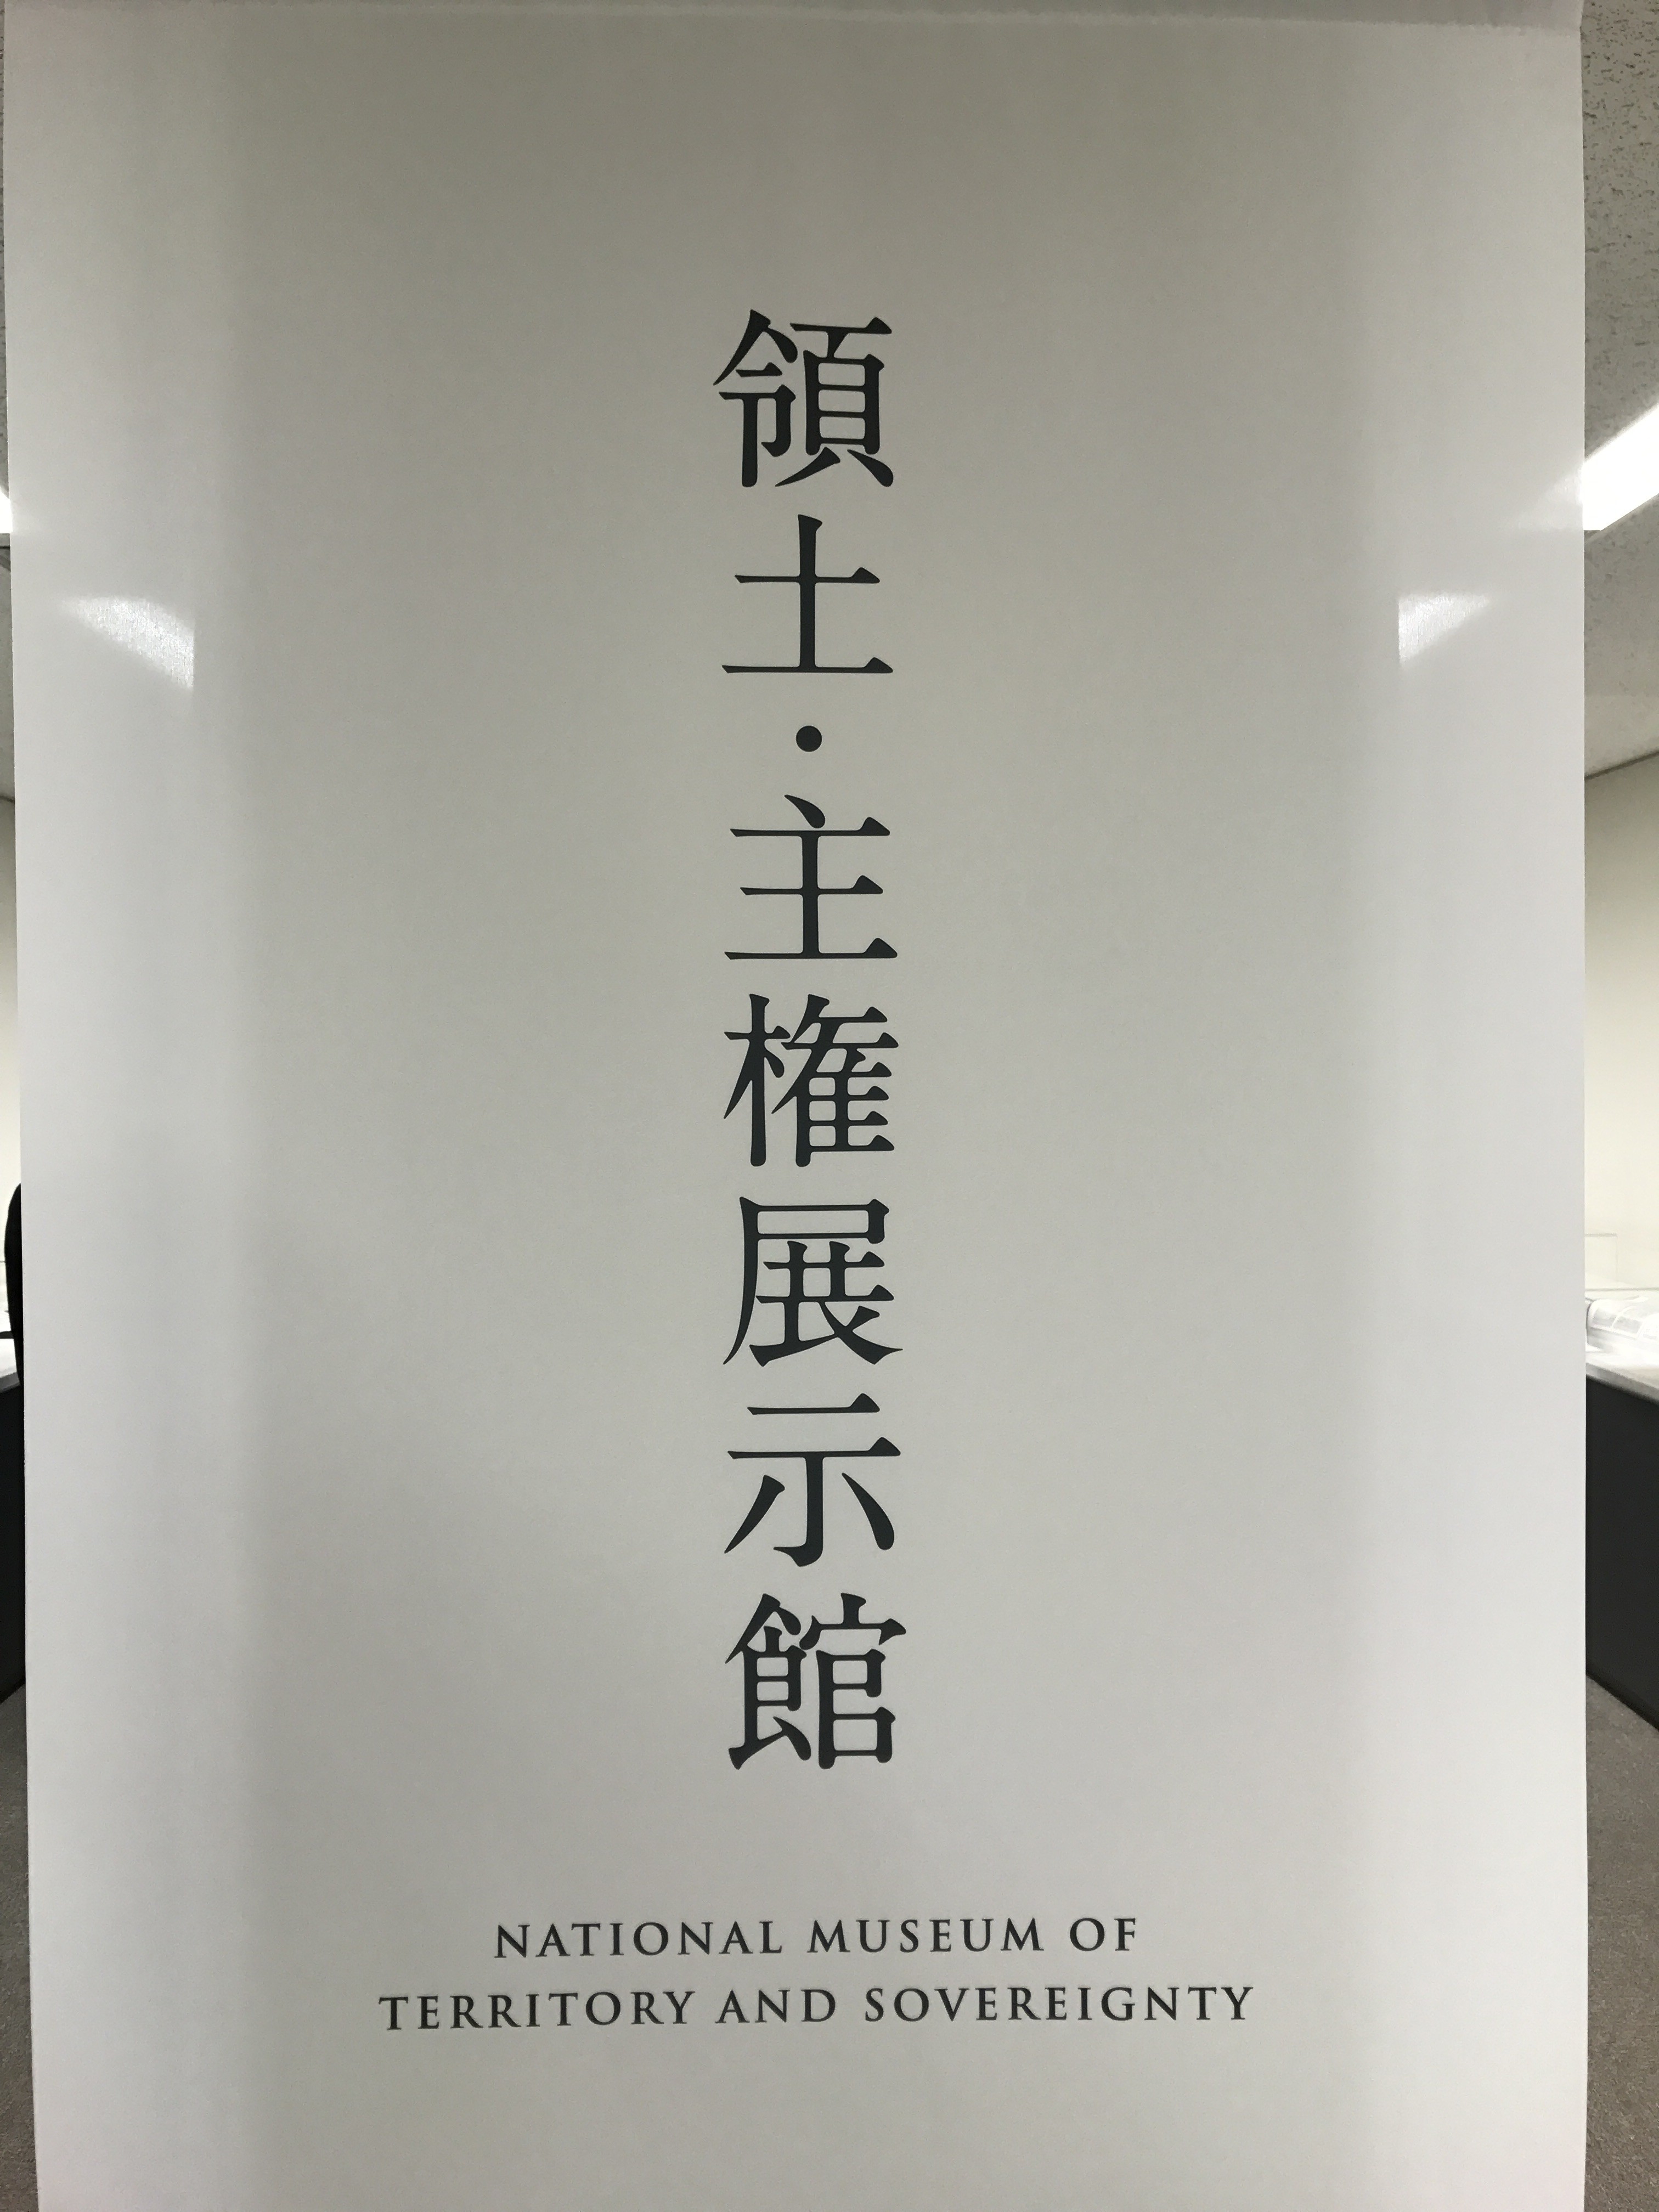 領土・主権展示館
NATIONAL MUSEUM OF
TERRITORY AND SOVEREIGNTY